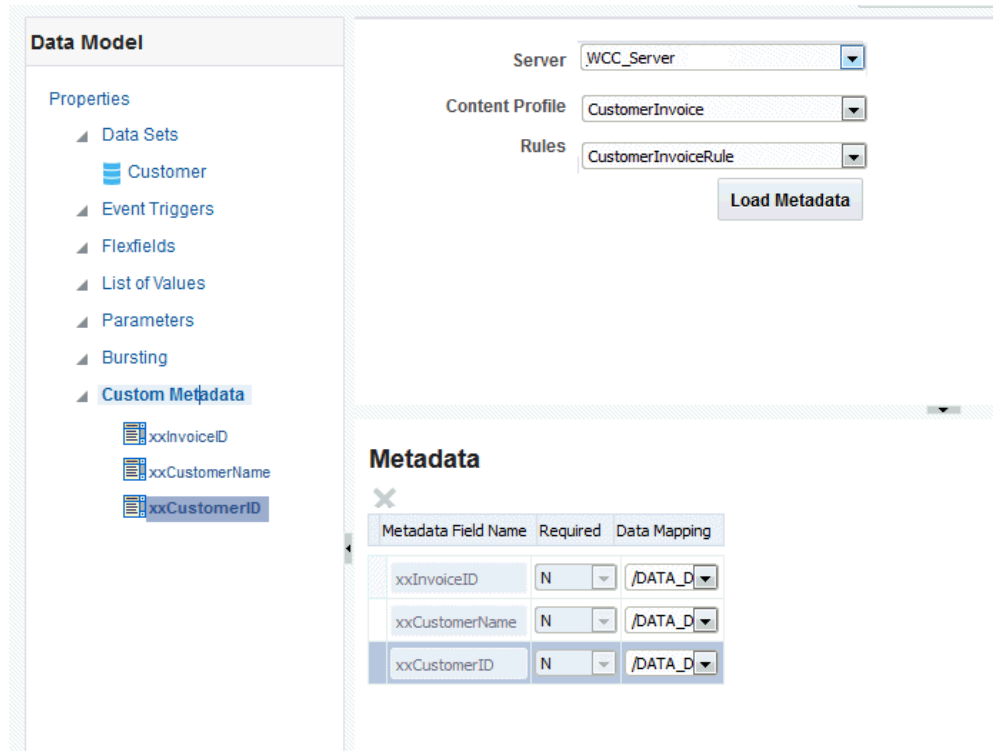 Data Model
Properties
Data Sets
Customer
Event Triggers
Flexfields
List of Values
Parameters
Bursting
Custom Metadata
xxInvoiceID
xxCustomerName
xxCustomerID
Server WCC_Server
Content Profile CustomerInvoice
Rules CustomerInvoiceRule
Load Metadata
Metadata
Metadata Field Name Required Data Mapping
xxInvoiceID N /DATA_D
xxCustomerName N /DATA_D
xxCustomerID N /DATA_D